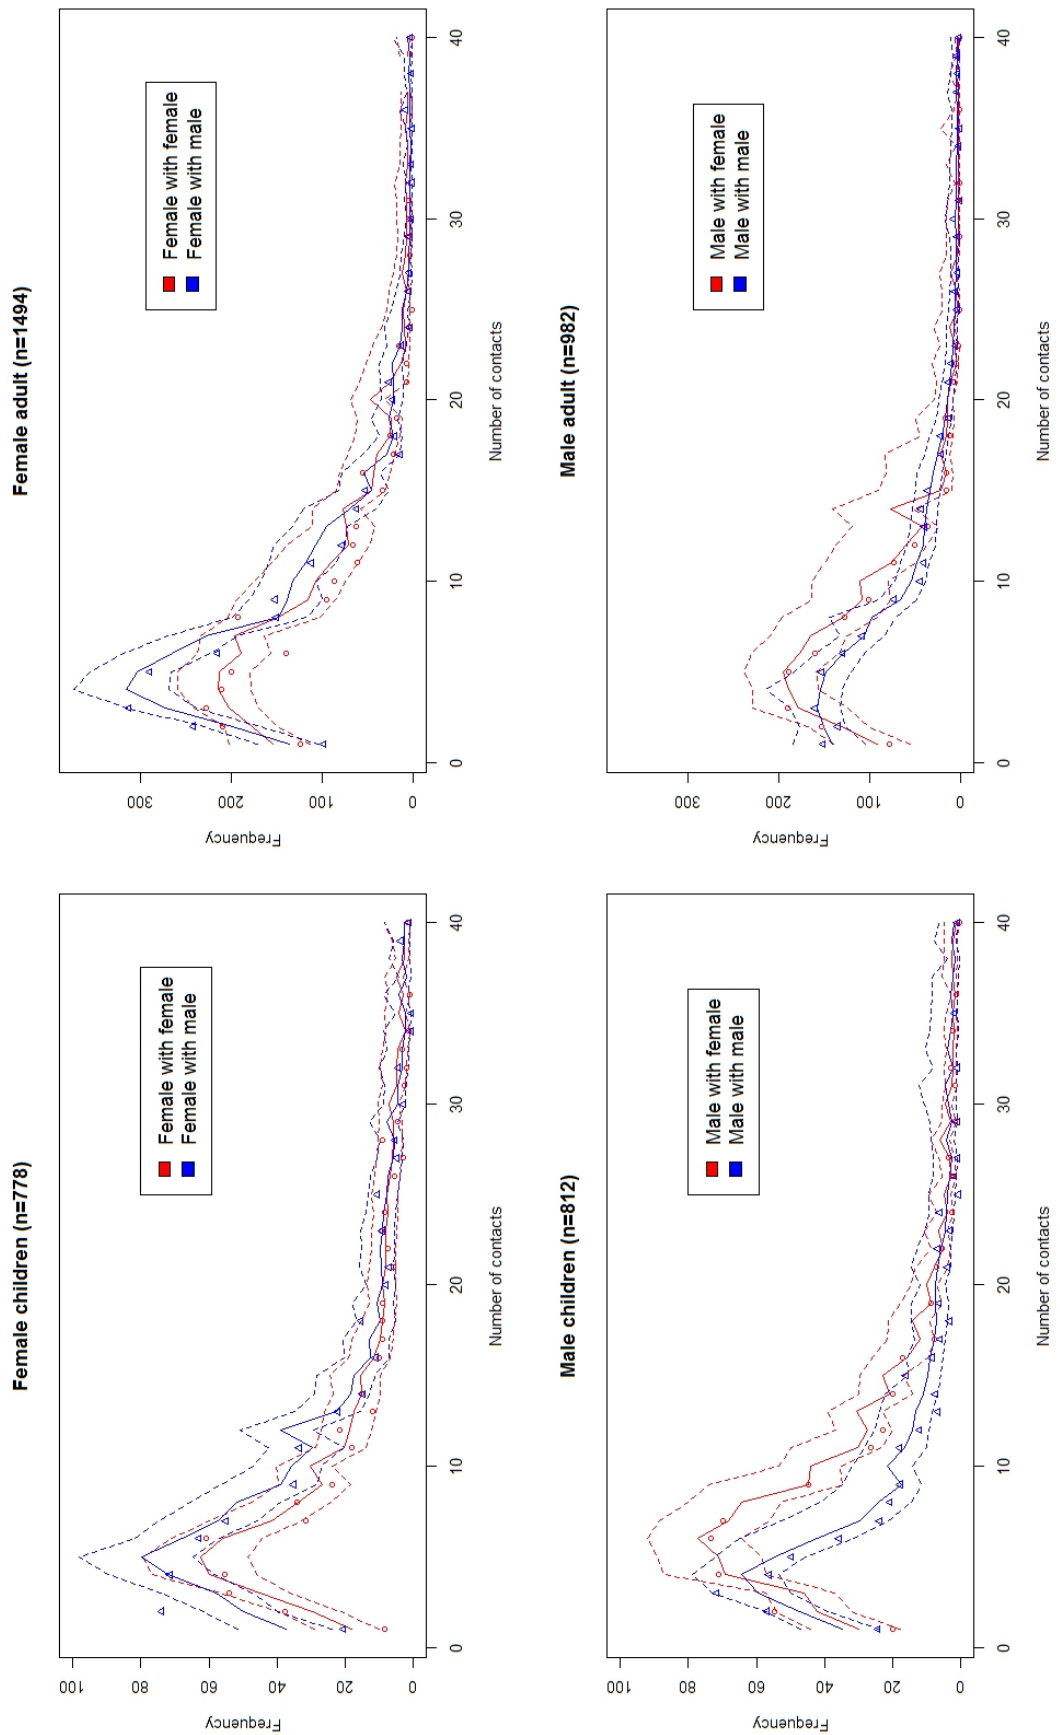 Female children (n=778)
Frequency
100
80
60
40
20
0
Female with female
Female with male
0
10
20
30
40
Number of contacts
Female adult (n=1494)
Frequency
300
200
100
0
Female with female
Female with male
0
10
20
30
40
Number of contacts
Male children (n=812)
Frequency
100
80
60
40
20
0
Male with female
Male with male
0
10
20
30
40
Number of contacts
Male adult (n=982)
Frequency
300
200
100
0
Male with female
Male with male
0
10
20
30
40
Number of contacts